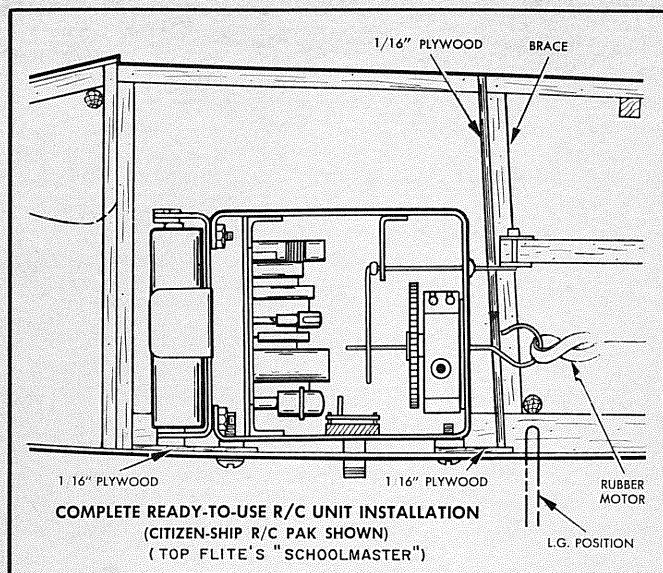 1/16" PLYWOOD
BRACE
1 16" PLYWOOD
1/16" PLYWOOD
RUBBER
MOTOR
L.G. POSITION
COMPLETE READY-TO-USE R/C UNIT INSTALLATION
(CITIZEN-SHIP R/C PAK SHOWN)
(TOP FLITE'S "SCHOOLMASTER")